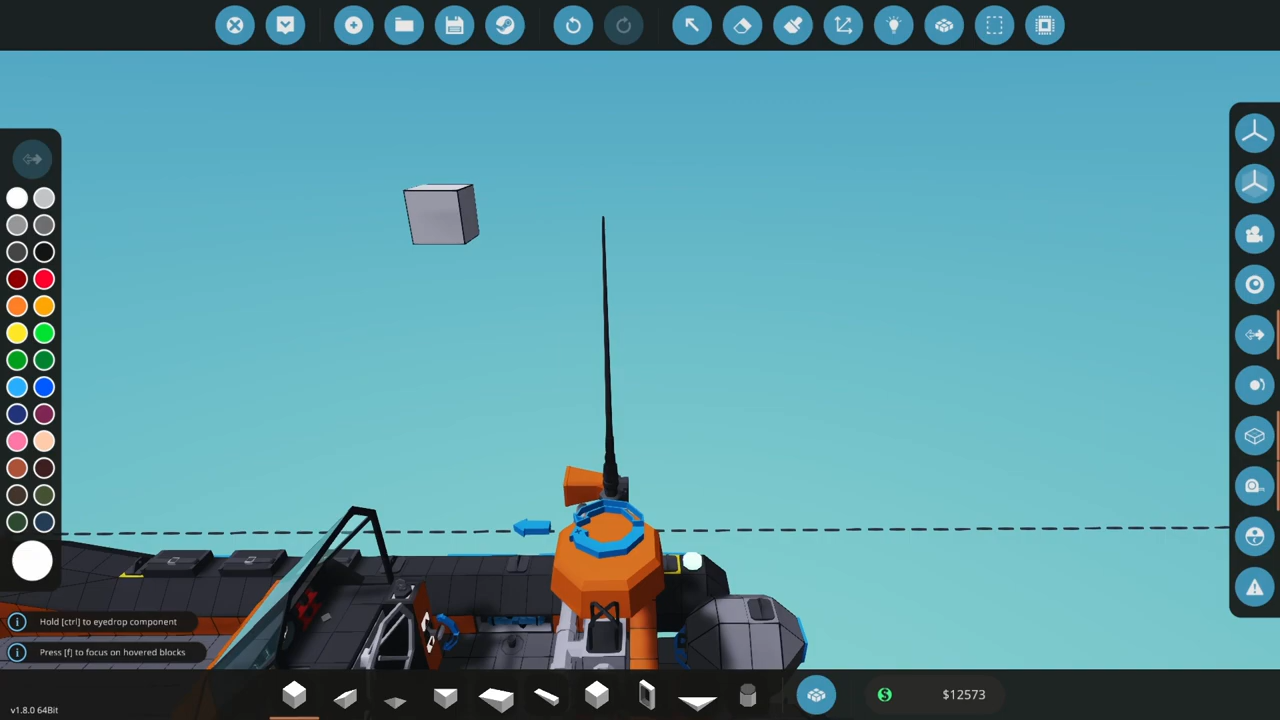 Hold [ctrl] to eyedrop component
Press [f] to focus on hovered blocks
$
$12573
v1.8.0 64Bit